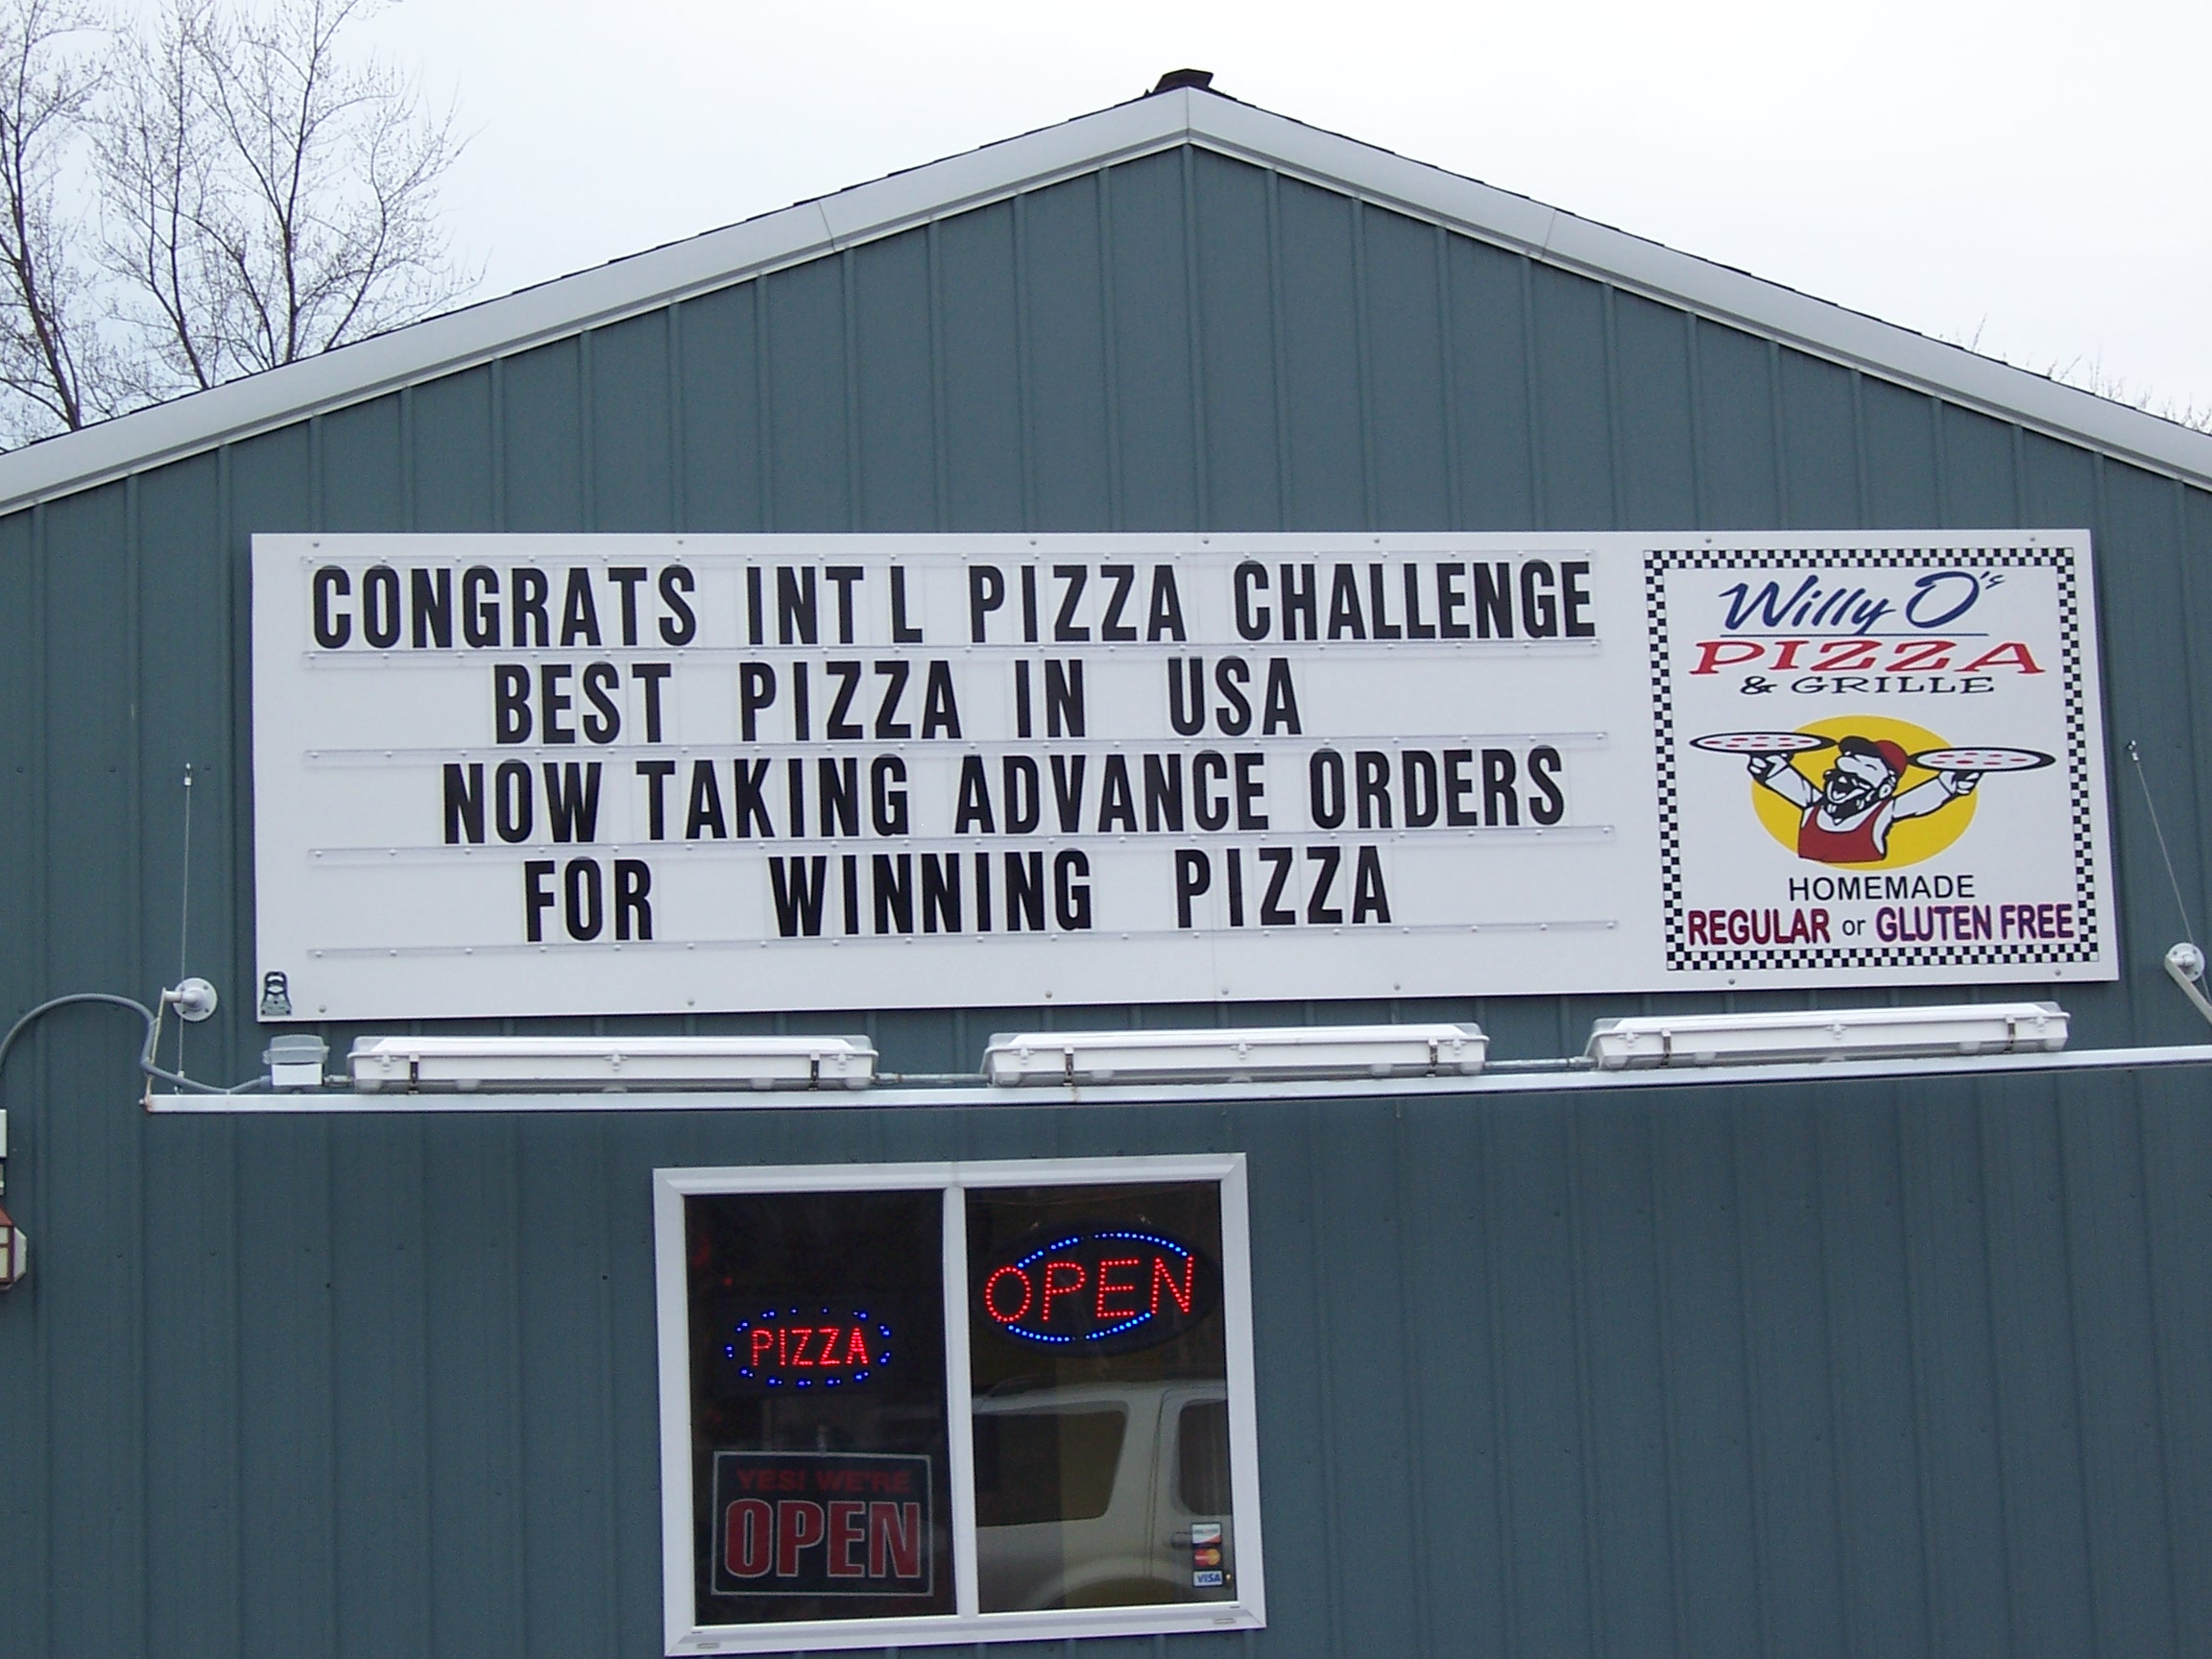 CONGRATS INT L PIZZA CHALLENGE
BEST PIZZA IN USA
NOW TAKING ADVANCE ORDERS
FOR WINNING PIZZA
Willy O's
PIZZA
& GRILLE
HOMEMADE
REGULAR or GLUTEN FREE
PIZZA
OPEN
YES! WE'RE
OPEN
VISA